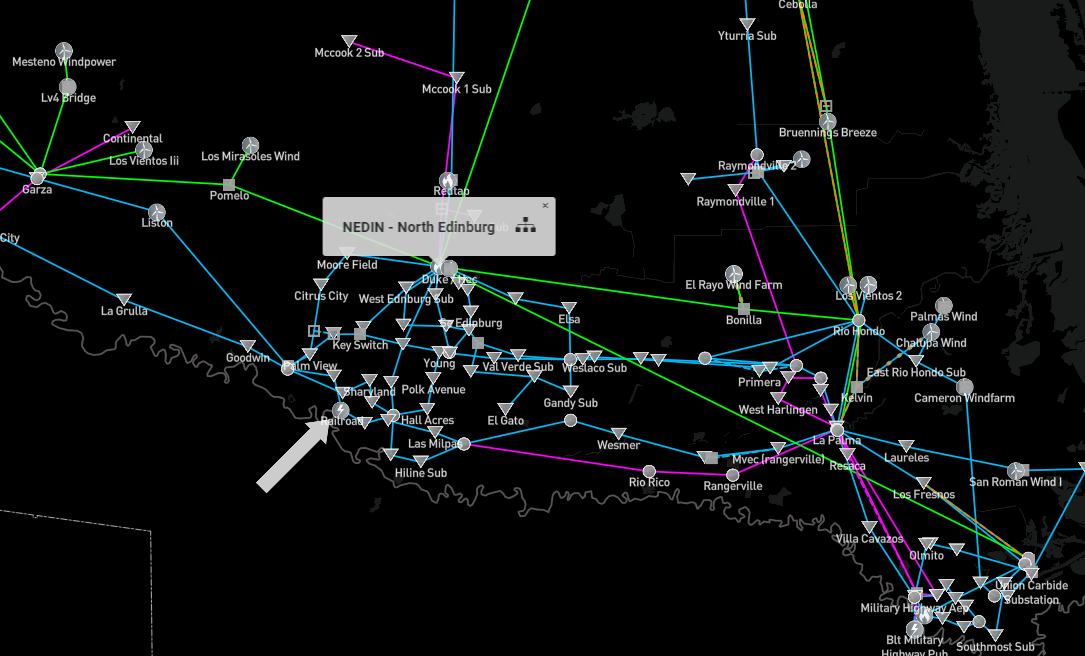 Cebolla
Yturria Sub
Mccook 2 Sub
Mesteno Windpower
Mccook 1 Sub
Lv4 Bridge
Bruennings Breeze
Continental
Los Vientos Iii
Los Mirasoles Wind
Raymondville 2
Garza
Pomelo
Redtap
Raymondville 1
×
Liston
NEDIN - North Edinburg
City
Moore Field
Duke
El Rayo Wind Farm
Citrus City
West Edinburg Sub
Los Vientos 2
La Grulla
Palmas Wind
Elsa
Bonilla
Edinburg
Rio Hondo
Key Switch
Chalupa Wind
Goodwin
Palm View
Young
Val Verde Sub
Weslaco Sub
East Rio Hondo Sub
Primera
Sharyland
Polk Avenue
Kelvin
Cameron Windfarm
Gandy Sub
West Harlingen
Railroad
Hall Acres
El Gato
La Palma
Las Milpas
Wesmer
Mvec (rangerville)
Laureles
Resaca
Hiline Sub
Rio Rico
Rangerville
San Roman Wind I
Los Fresnos
Villa Cavazos
Olmito
Union Carbide
Substation
Military Highway Aep
Blt Military
Highway Pub
Southmost Sub